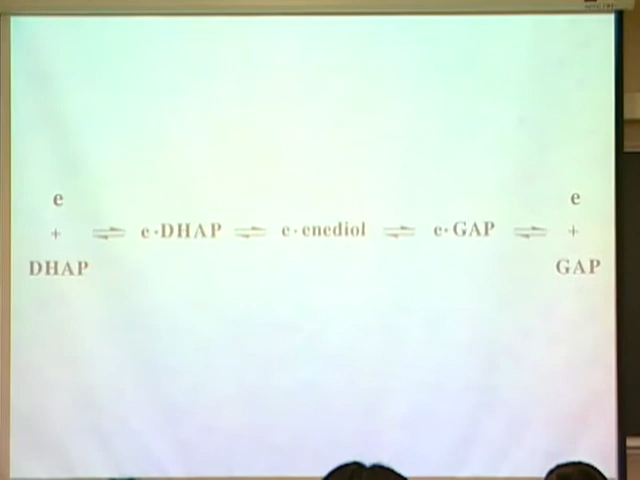 e
+
DHAP
⇌ e·DHAP ⇌ e·enediol ⇌ e·GAP ⇌
e
+
GAP